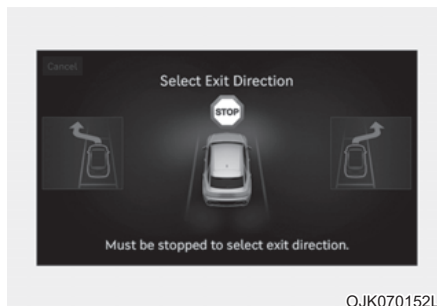 Cancel
Select Exit Direction
STOP
Must be stopped to select exit direction.
OJK070152L